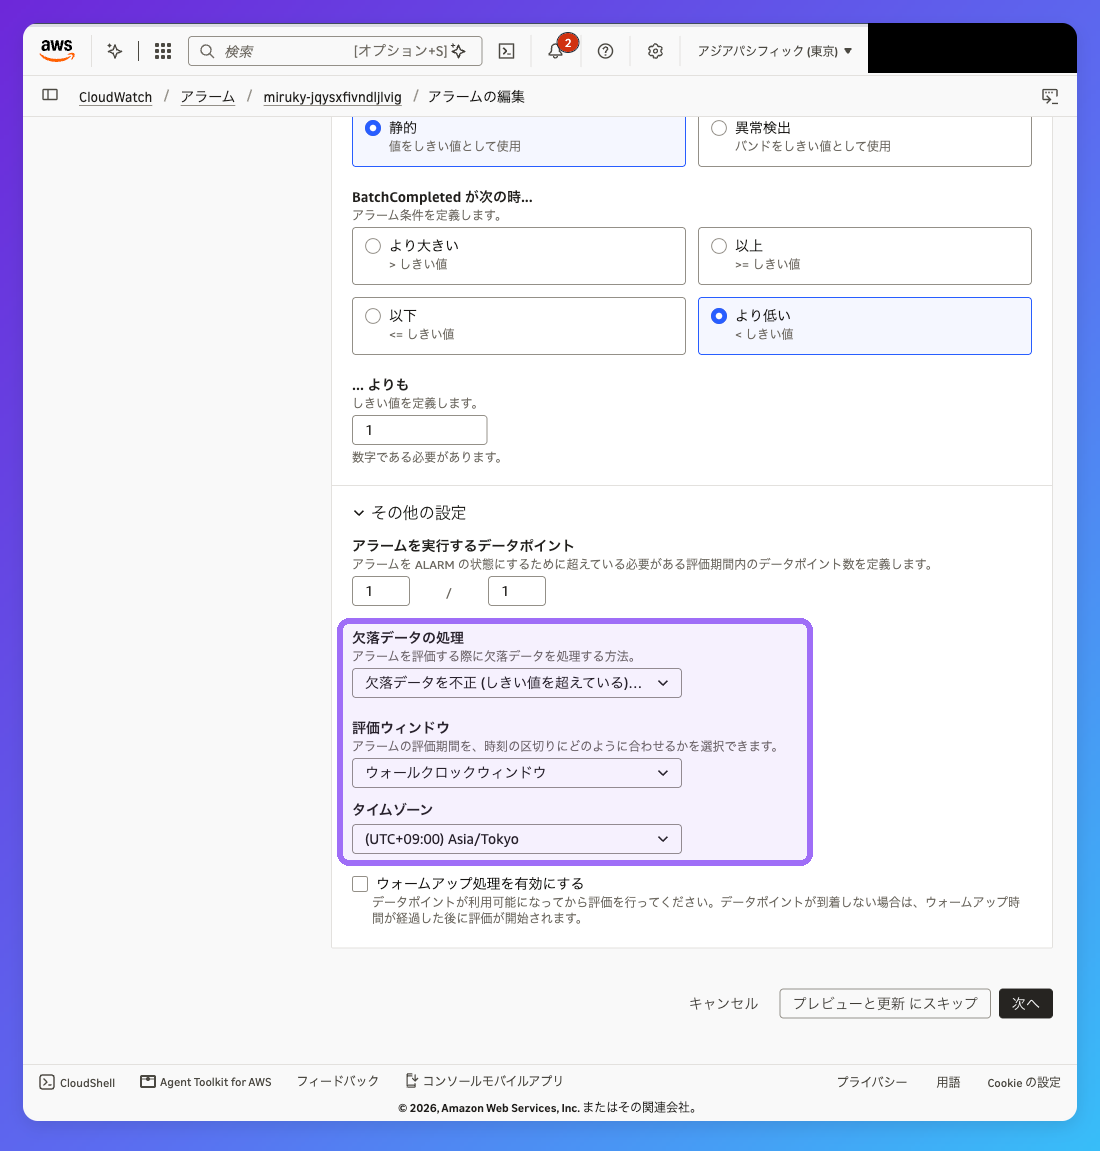 aws
検索
[オプション+S]
2
アジアパシフィック (東京) ▼
CloudWatch / アラーム / miruky-jqysxfivndljlvig / アラームの編集
静的
値をしきい値として使用
異常検出
バンドをしきい値として使用
BatchCompleted が次の時...
アラーム条件を定義します。
より大きい
> しきい値
以上
>= しきい値
以下
<= しきい値
より低い
< しきい値
... よりも
しきい値を定義します。
1
数字である必要があります。
その他の設定
アラームを実行するデータポイント
アラームを ALARM の状態にするために超えている必要がある評価期間内のデータポイント数を定義します。
1 / 1
欠落データの処理
アラームを評価する際に欠落データを処理する方法。
欠落データを不正 (しきい値を超えている)...
評価ウィンドウ
アラームの評価期間を、時刻の区切りにどのように合わせるかを選択できます。
ウォールクロックウィンドウ
タイムゾーン
(UTC+09:00) Asia/Tokyo
ウォームアップ処理を有効にする
データポイントが利用可能になってから評価を行ってください。データポイントが到着しない場合は、ウォームアップ時
間が経過した後に評価が開始されます。
キャンセル
プレビューと更新 にスキップ
次へ
CloudShell
Agent Toolkit for AWS
フィードバック
コンソールモバイルアプリ
プライバシー
用語
Cookie の設定
© 2026, Amazon Web Services, Inc. またはその関連会社。